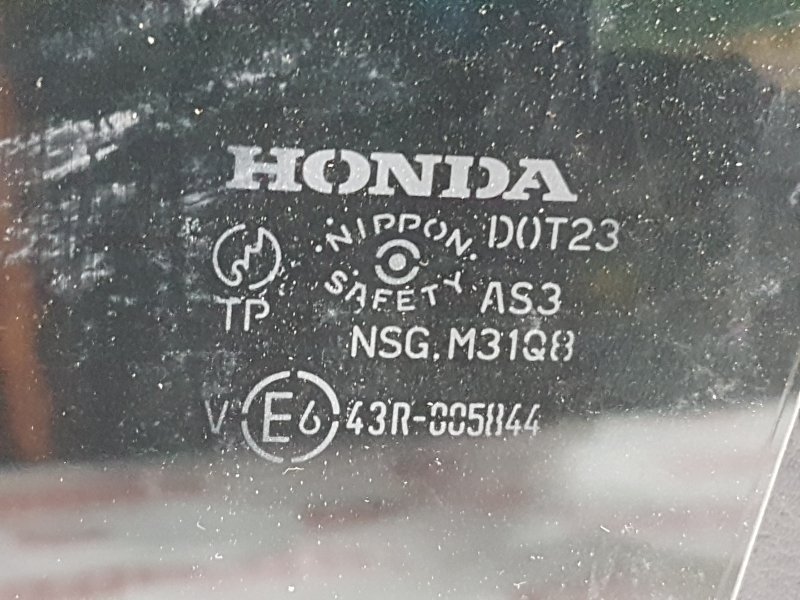 HONDA
NIPPON SAFETY
DOT23
TP
AS3
NSG. M31Q8
V E6 43R-005844